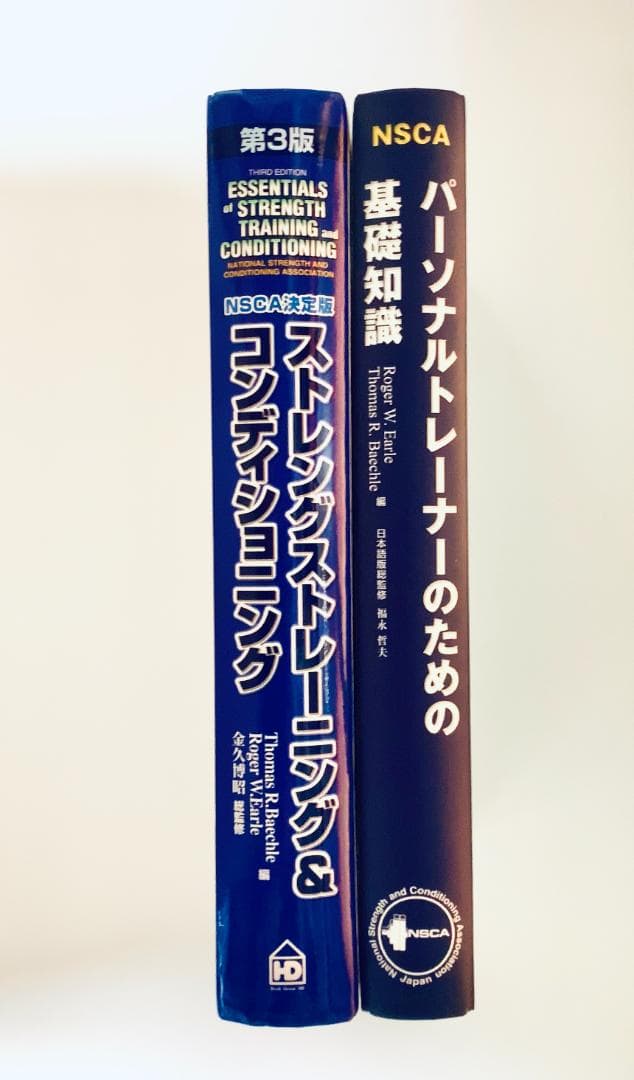 第3版
THIRD EDITION
ESSENTIALS
of STRENGTH
TRAINING and
CONDITIONING
NATIONAL STRENGTH AND
CONDITIONING ASSOCIATION
NSCA決定版
ストレングストレーニング&
コンディショニング
Thomas R.Baechle
Roger W.Earle
編
金久博昭 総監修
HD
Book House HD
NSCA
パーソナルトレーナーのための
基礎知識
Roger W. Earle
Thomas R. Baechle
編
日本語版総監修 福永 哲夫
National Strength and Conditioning Association Japan
NSCA